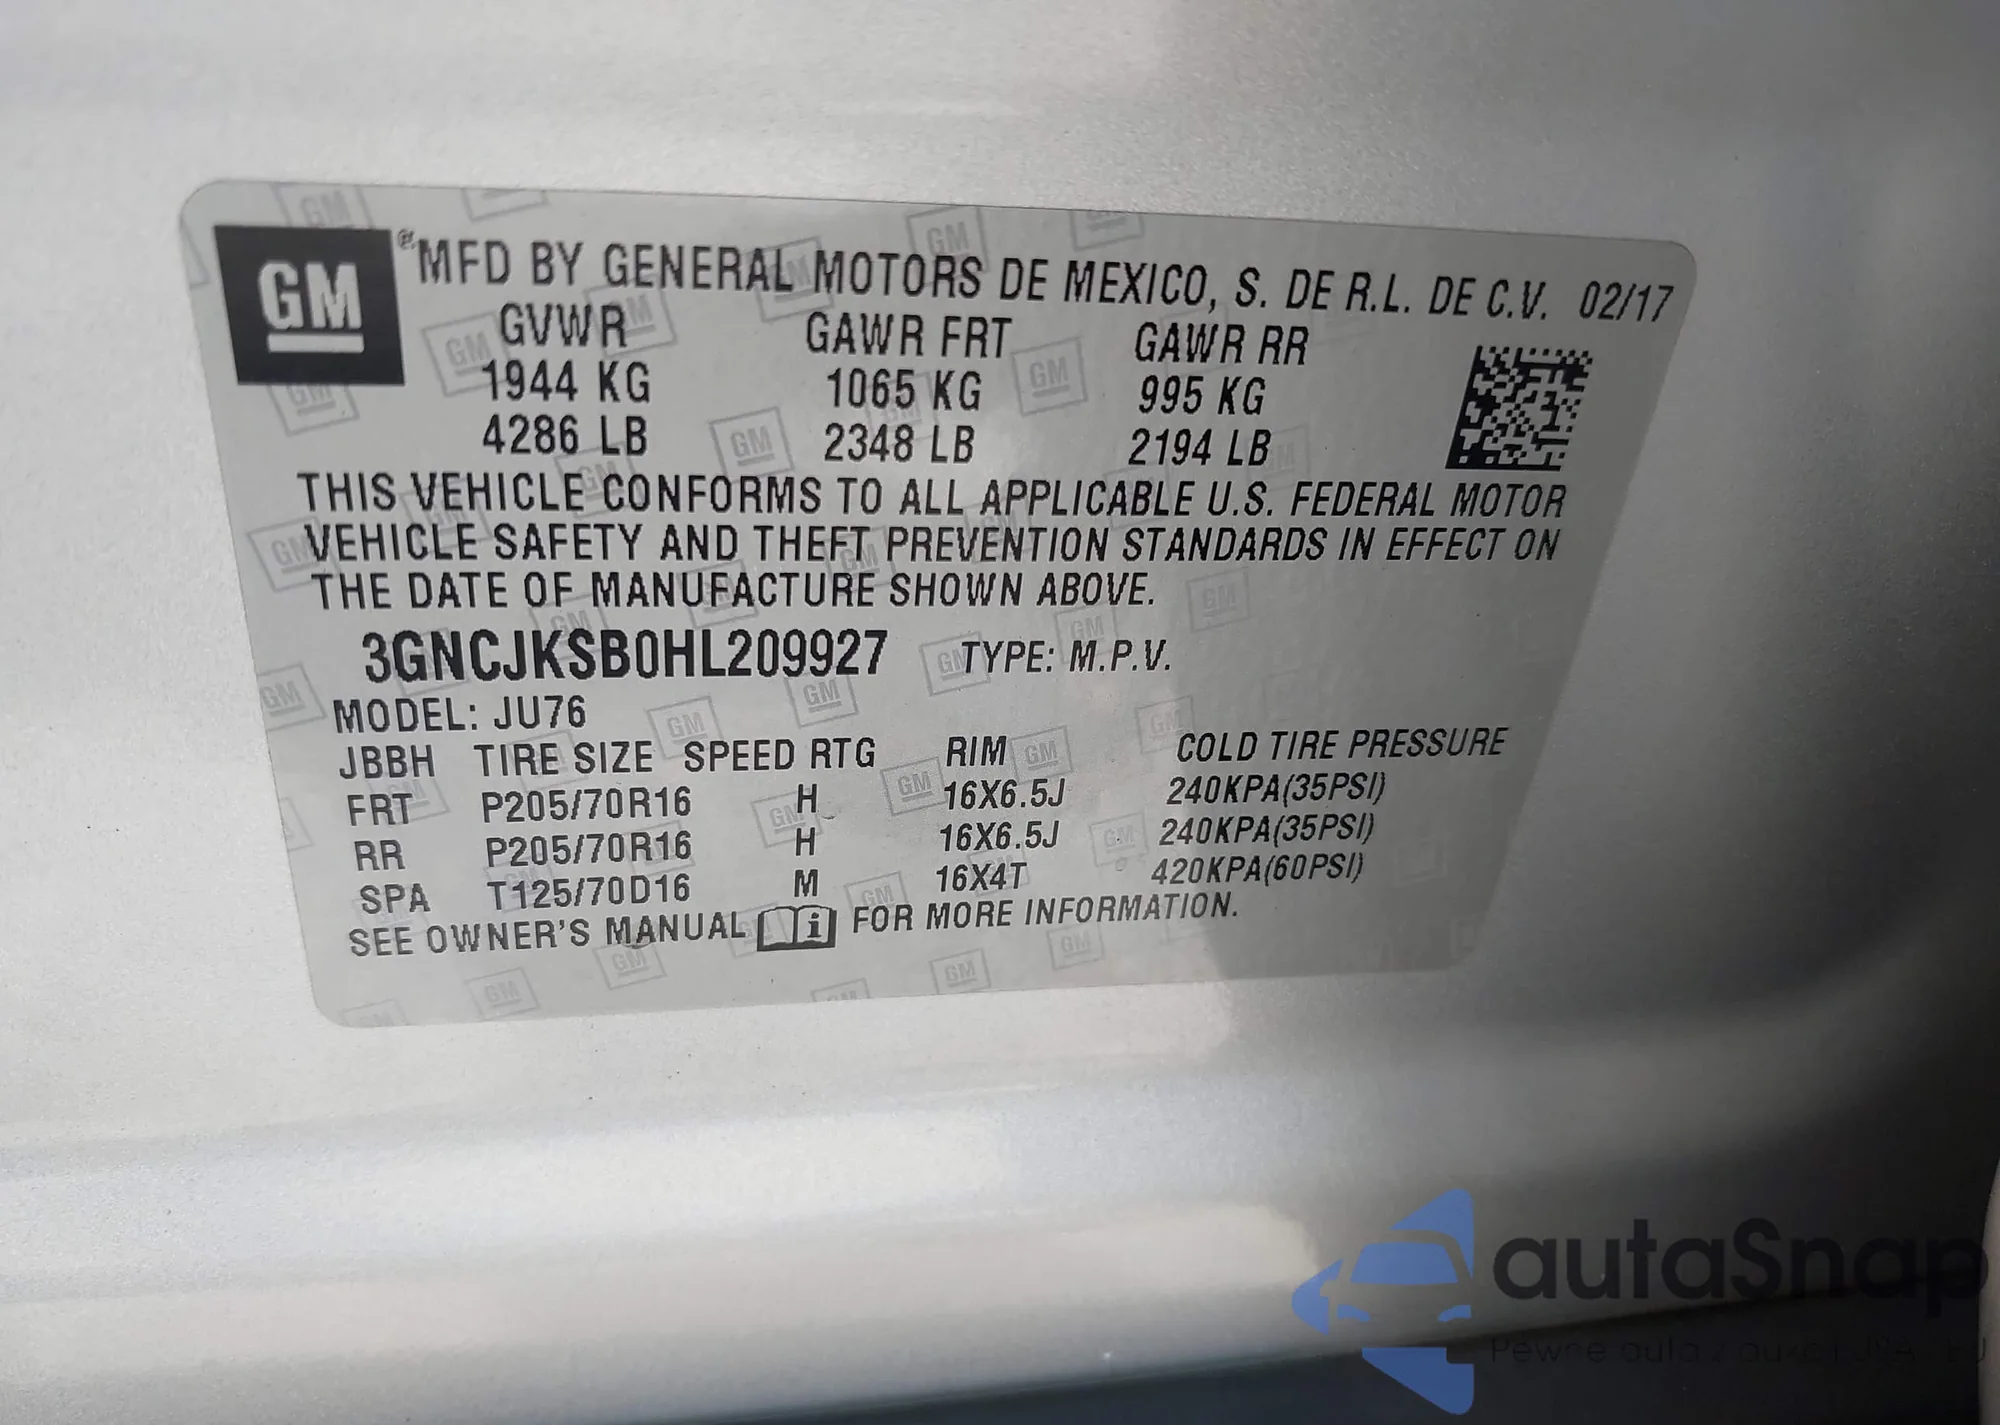 GM
® MFD BY GENERAL MOTORS DE MEXICO, S. DE R.L. DE C.V. 02/17
GVWR GAWR FRT GAWR RR
1944 KG 1065 KG 995 KG
4286 LB 2348 LB 2194 LB
THIS VEHICLE CONFORMS TO ALL APPLICABLE U.S. FEDERAL MOTOR
VEHICLE SAFETY AND THEFT PREVENTION STANDARDS IN EFFECT ON
THE DATE OF MANUFACTURE SHOWN ABOVE.
3GNCJKSB0HL209927 TYPE: M.P.V.
MODEL: JU76
JBBH TIRE SIZE SPEED RTG RIM COLD TIRE PRESSURE
FRT P205/70R16 H 16X6.5J 240KPA(35PSI)
RR P205/70R16 H 16X6.5J 240KPA(35PSI)
SPA T125/70D16 M 16X4T 420KPA(60PSI)
SEE OWNER'S MANUAL i FOR MORE INFORMATION.
autaSnap
Pewne auta z